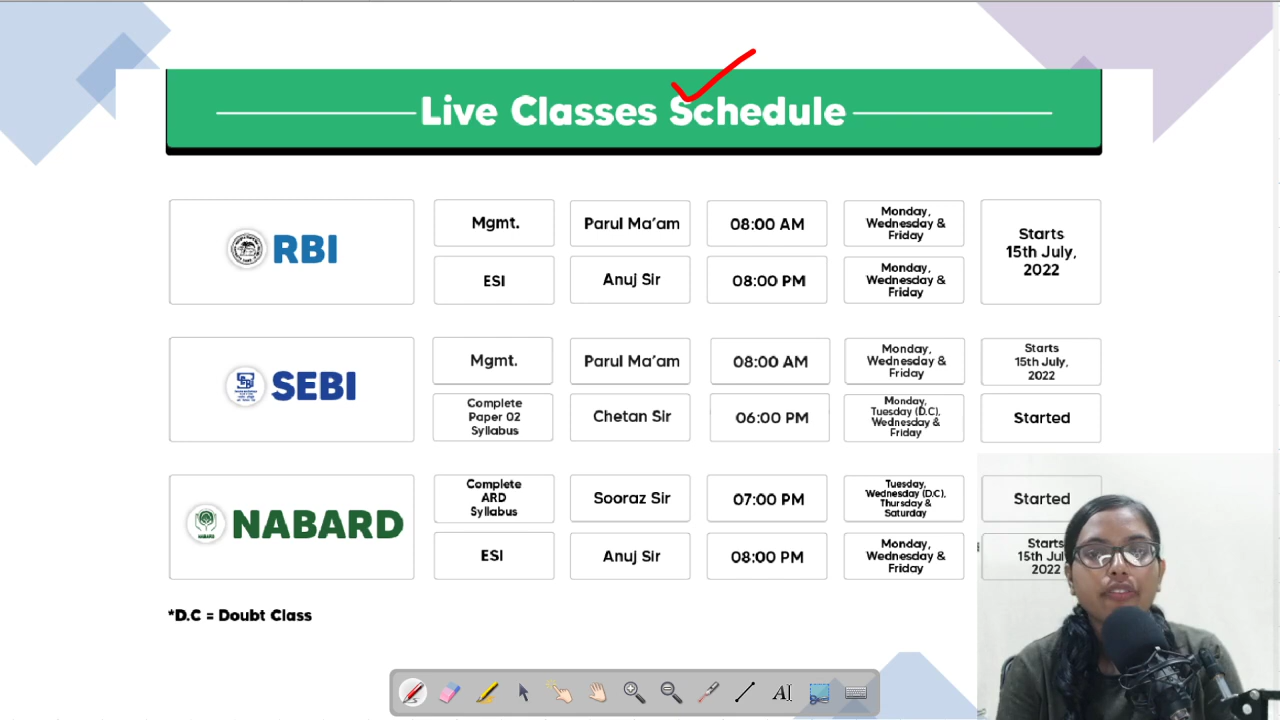 Live Classes Schedule
RBI
Mgmt.
Parul Ma'am
08:00 AM
Monday,
Wednesday &
Friday
Starts
15th July,
2022
ESI
Anuj Sir
08:00 PM
Monday,
Wednesday &
Friday
SEBI
Mgmt.
Parul Ma'am
08:00 AM
Monday,
Wednesday &
Friday
Starts
15th July,
2022
Complete
Paper 02
Syllabus
Chetan Sir
06:00 PM
Monday,
Tuesday (D.C),
Wednesday &
Friday
Started
NABARD
Complete
ARD
Syllabus
Sooraz Sir
07:00 PM
Tuesday,
Wednesday (D.C),
Thursday &
Saturday
Started
ESI
Anuj Sir
08:00 PM
Monday,
Wednesday &
Friday
Starts
15th Jul
2022
*D.C = Doubt Class
AI